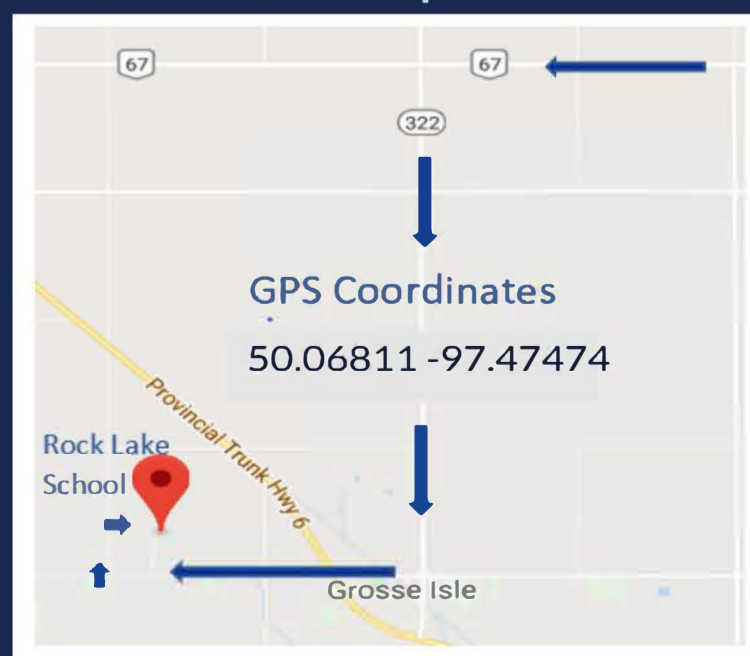 67
67
322
GPS Coordinates
50.06811 -97.47474
Provincial Trunk Hwy 6
Rock Lake
School
Grosse Isle